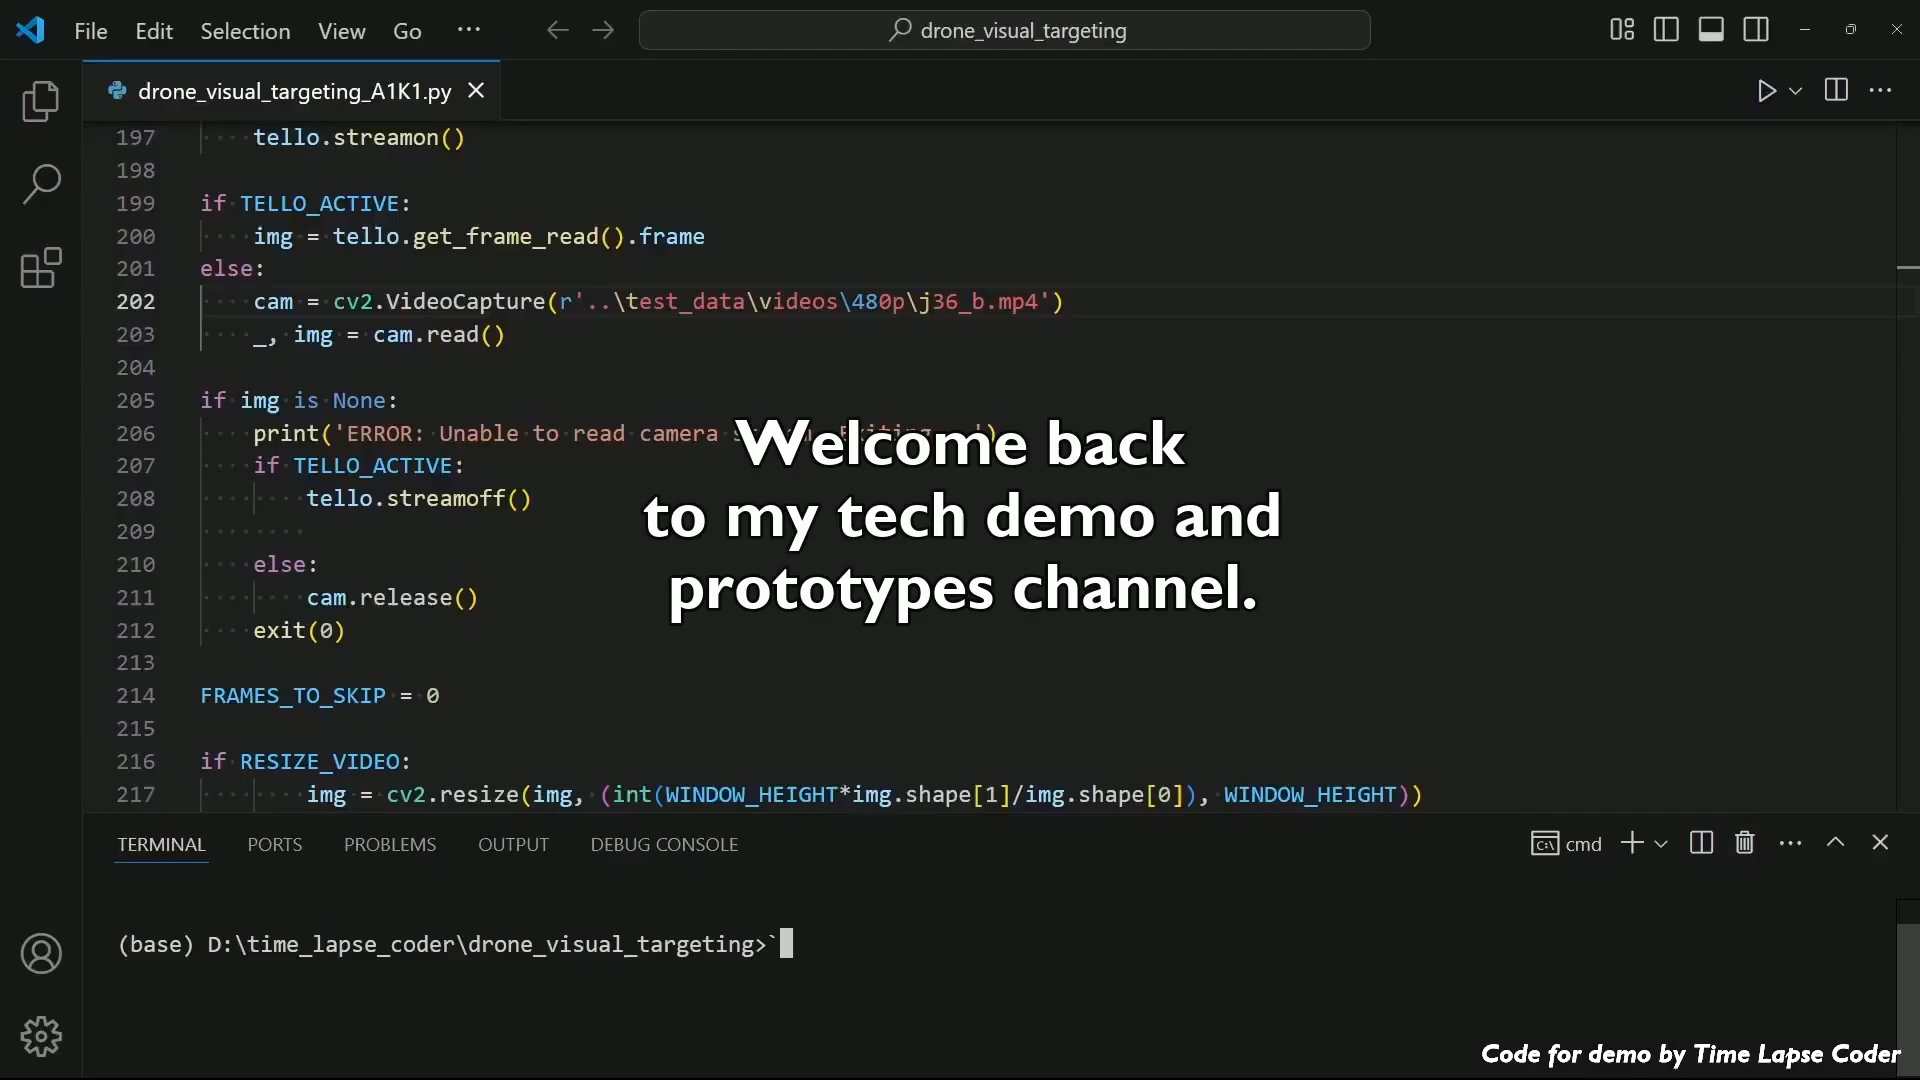 File Edit Selection View Go ··· drone_visual_targeting
drone_visual_targeting_A1K1.py
197 tello.streamon()
198
199 if TELLO_ACTIVE:
200 img = tello.get_frame_read().frame
201 else:
202 cam = cv2.VideoCapture(r'..\test_data\videos\480p\j36_b.mp4')
203 _, img = cam.read()
204
205 if img is None:
206 print('ERROR: Unable to read camera
207 if TELLO_ACTIVE:
208 tello.streamoff()
209
210 else:
211 cam.release()
212 exit(0)
213
214 FRAMES_TO_SKIP = 0
215
216 if RESIZE_VIDEO:
217 img = cv2.resize(img, (int(WINDOW_HEIGHT*img.shape[1]/img.shape[0]), WINDOW_HEIGHT))
Welcome back
to my tech demo and
prototypes channel.
TERMINAL PORTS PROBLEMS OUTPUT DEBUG CONSOLE cmd
(base) D:\time_lapse_coder\drone_visual_targeting>`
Code for demo by Time Lapse Coder